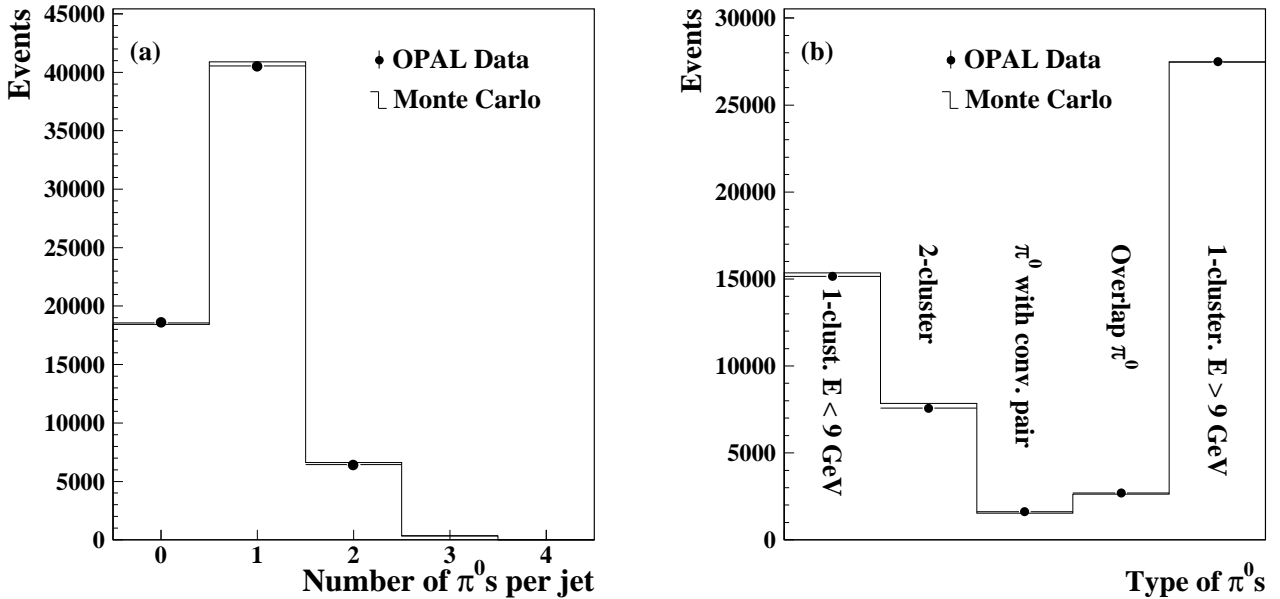 (a)
OPAL Data
Monte Carlo
Events
45000
40000
35000
30000
25000
20000
15000
10000
5000
0
0 1 2 3 4
Number of π⁰s per jet
(b)
OPAL Data
Monte Carlo
Events
30000
25000
20000
15000
10000
5000
0
1-clust. E < 9 GeV
2-cluster
π⁰ with conv. pair
Overlap π⁰
1-cluster. E > 9 GeV
Type of π⁰s